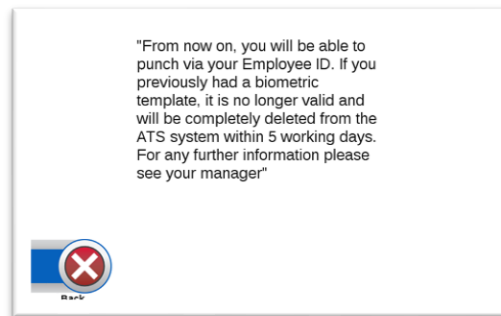 "From now on, you will be able to
punch via your Employee ID. If you
previously had a biometric
template, it is no longer valid and
will be completely deleted from the
ATS system within 5 working days.
For any further information please
see your manager"
Back